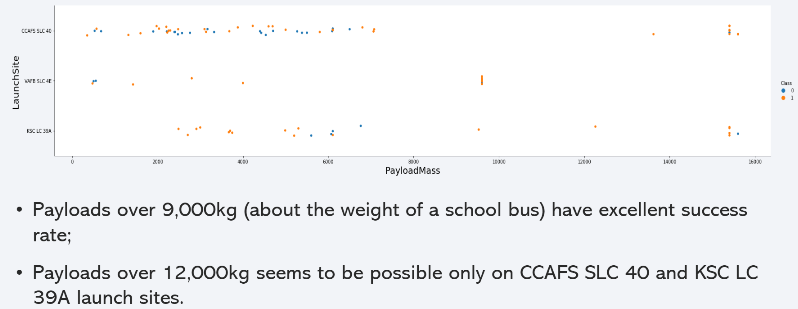 CCAFS SLC 40
VAFB SLC 4E
KSC LC 39A
LaunchSite
Class
0
1
0 2000 4000 6000 8000 10000 12000 14000 16000
PayloadMass
• Payloads over 9,000kg (about the weight of a school bus) have excellent success
rate;
• Payloads over 12,000kg seems to be possible only on CCAFS SLC 40 and KSC LC
39A launch sites.